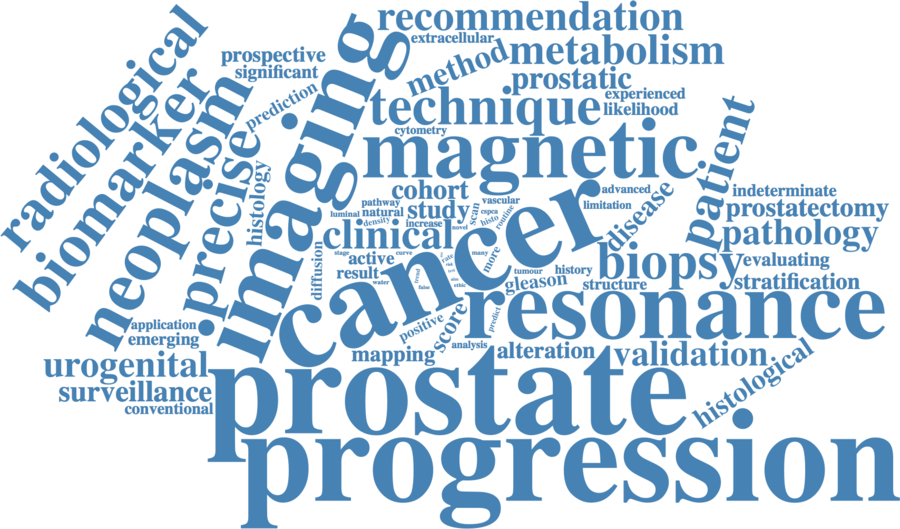 recommendation
extracellular
radiological
prospective
significant
imaging
method
metabolism
prostatic
prediction
biomarker
neoplasm
technique
experienced
likelihood
cytometry
magnetic
patient
precise
histology
cohort
advanced
limitation
disease
indeterminate
prostatectomy
pathway
vascular
luminal
natural
study
scan
cspca
histo
routine
density
increase
novel
clinical
cancer
pathology
stage
curve
many
more
active
biopsy
evaluating
result
diffusion
tumour
history
water
false
ethic
gleason
structure
stratification
resonance
application
emerging
positive
score
predict
mapping
analysis
alteration
validation
urogenital
surveillance
conventional
prostate
histological
progression